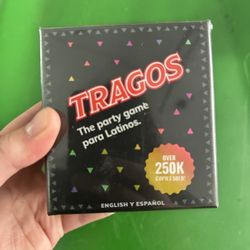 TRAGOS®
The party game
para Latinos.
OVER
250K
COPIES SOLD!
ENGLISH Y ESPAÑOL